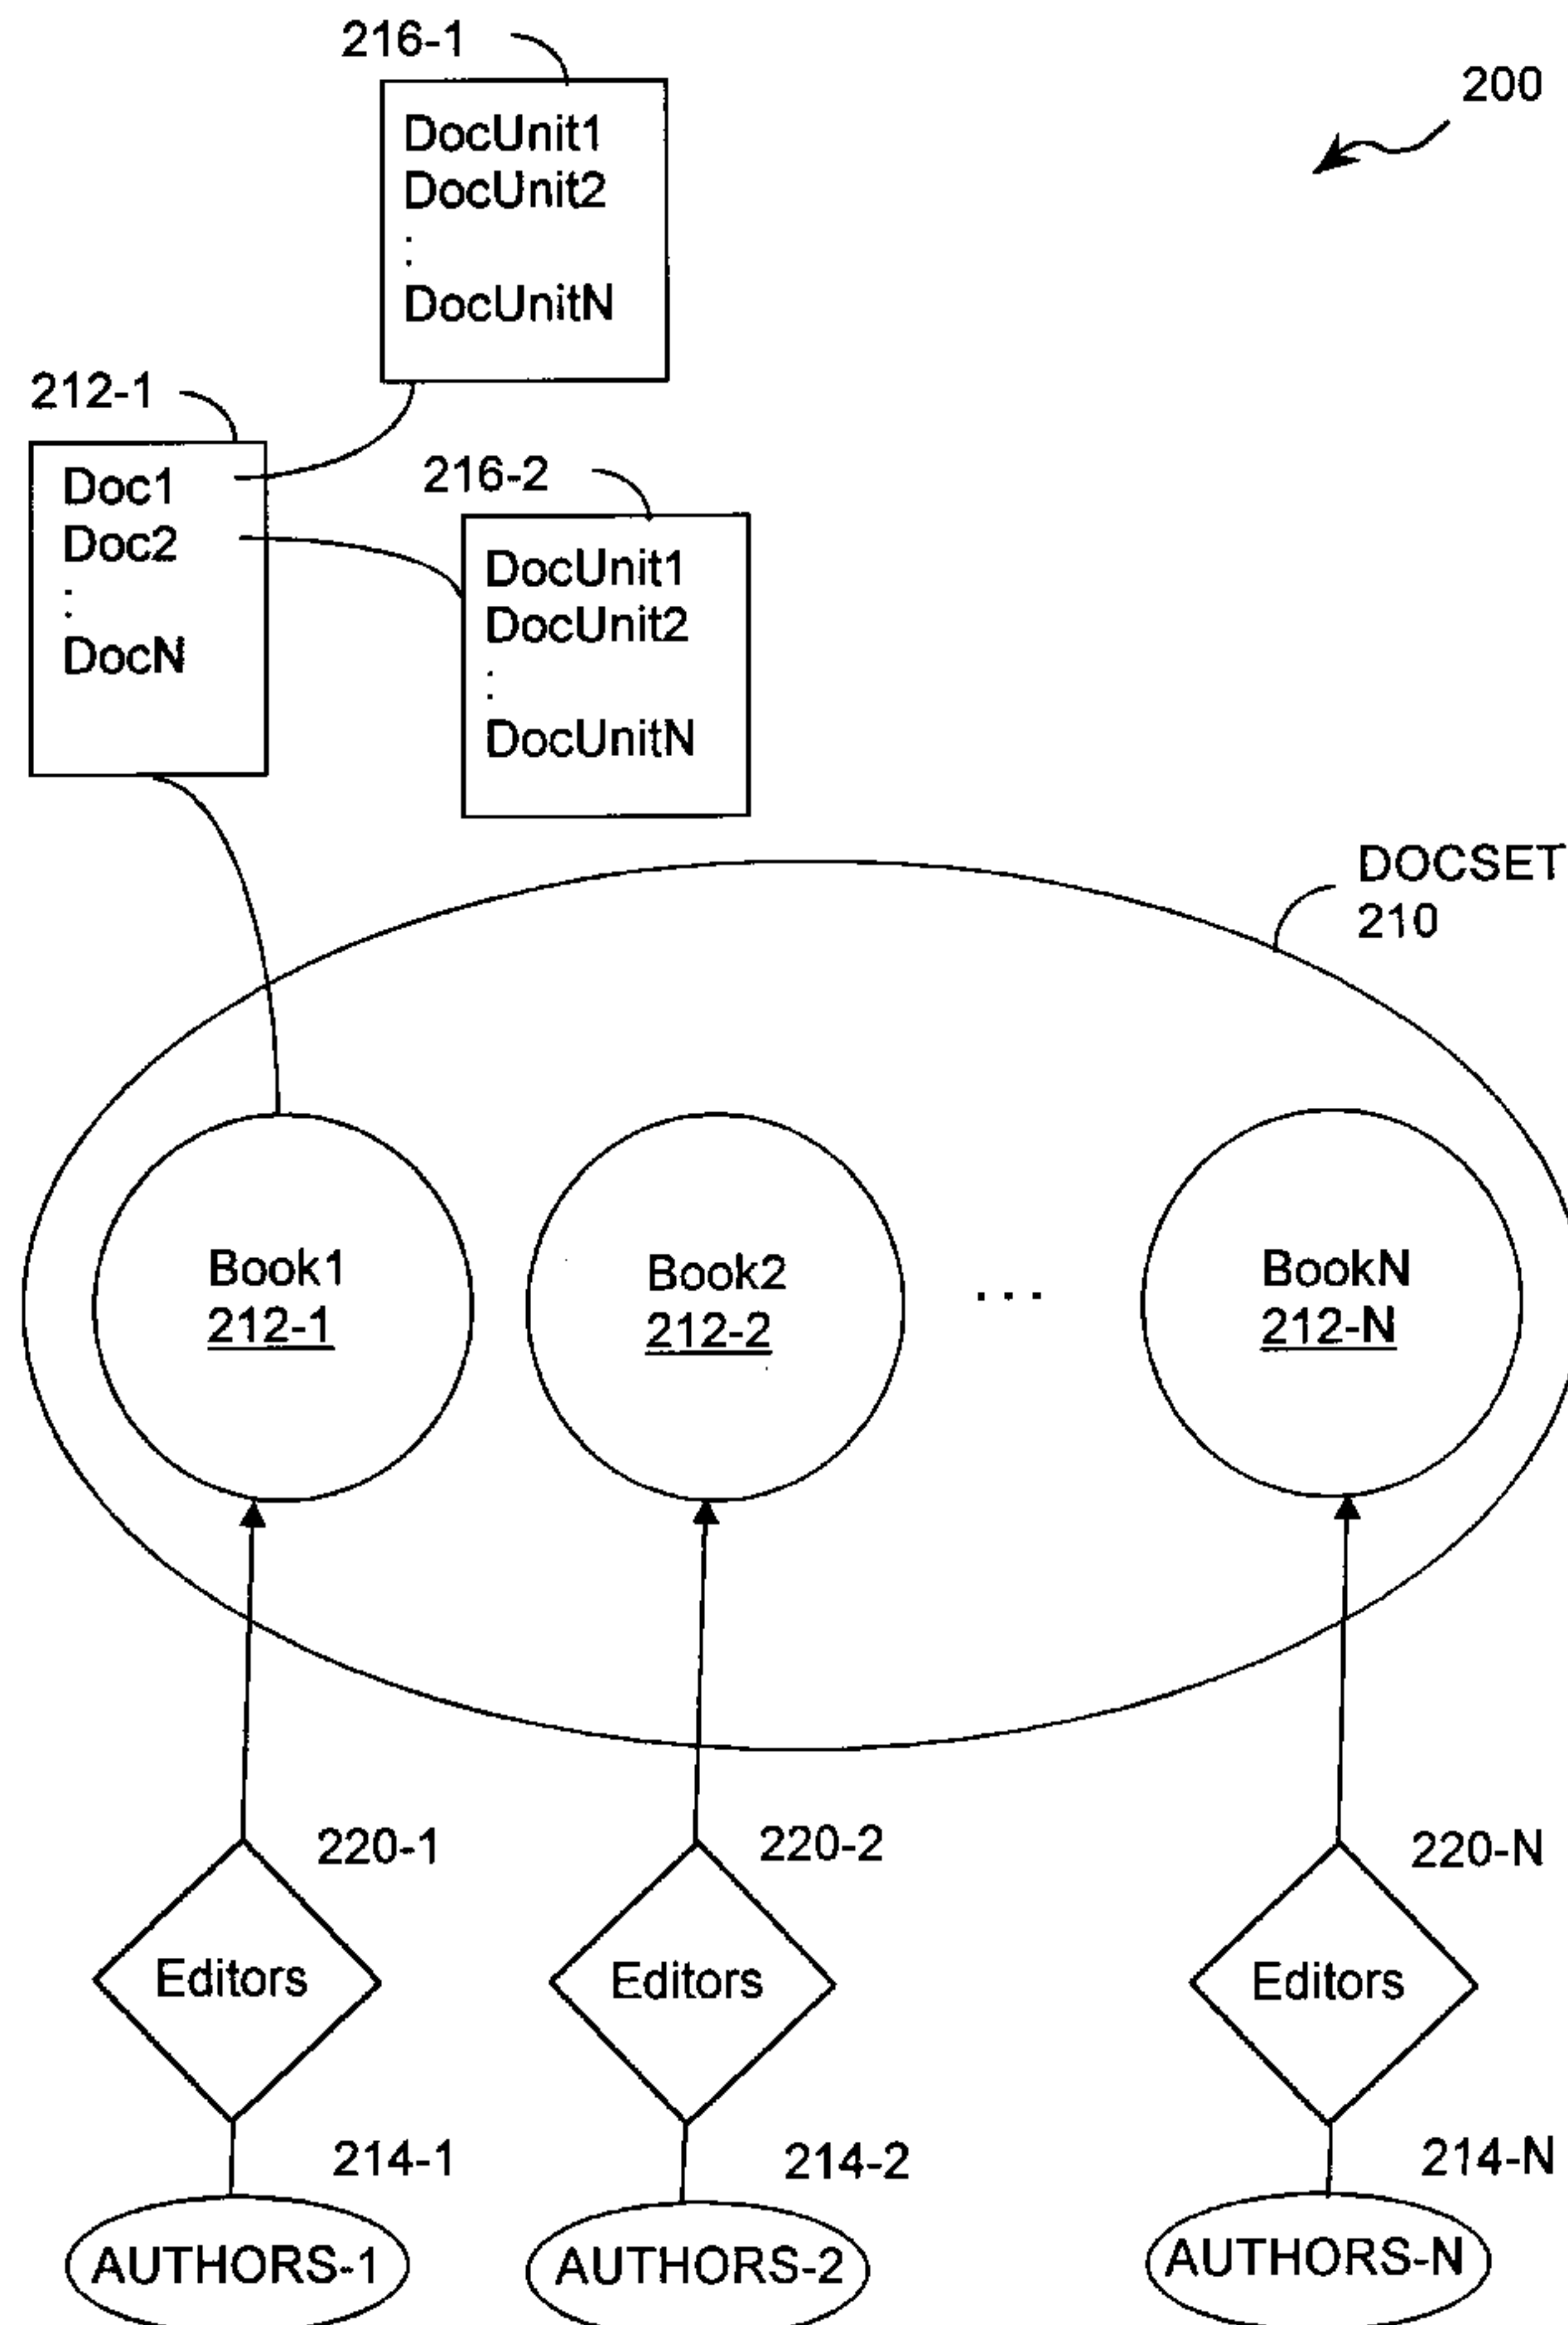 216-1
200
DocUnit1
DocUnit2
.
.
DocUnitN
212-1
Doc1
Doc2
.
.
DocN
216-2
DocUnit1
DocUnit2
.
.
DocUnitN
DOCSET
210
Book1
212-1
Book2
212-2
...
BookN
212-N
220-1
220-2
220-N
Editors
Editors
Editors
214-1
214-2
214-N
AUTHORS-1
AUTHORS-2
AUTHORS-N